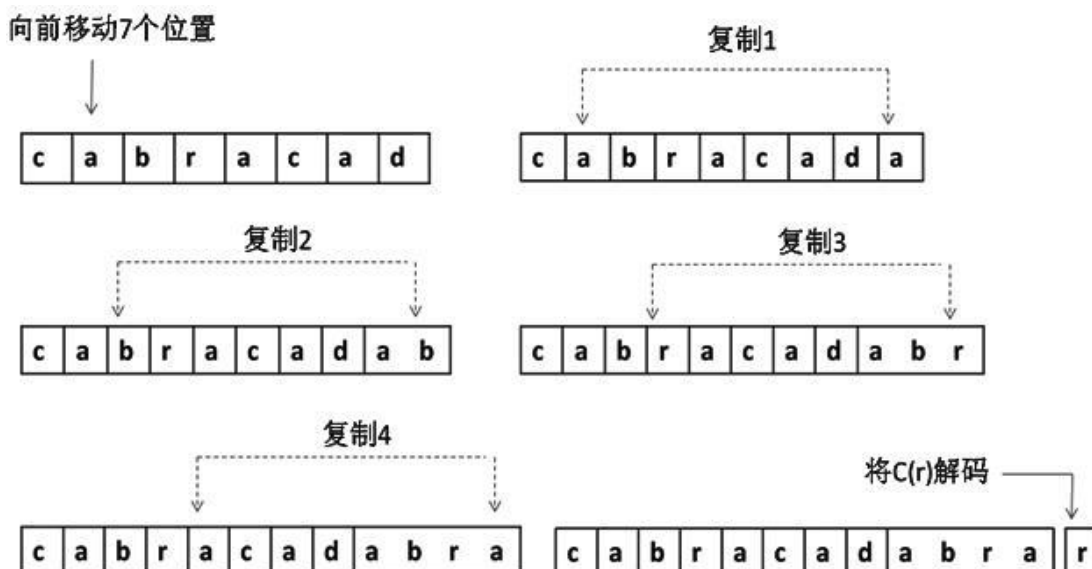 向前移动7个位置
复制1
c a b r a c a d
c a b r a c a d a
复制2
复制3
c a b r a c a d a b
c a b r a c a d a b r
复制4
将C(r)解码
c a b r a c a d a b r a
c a b r a c a d a b r a r